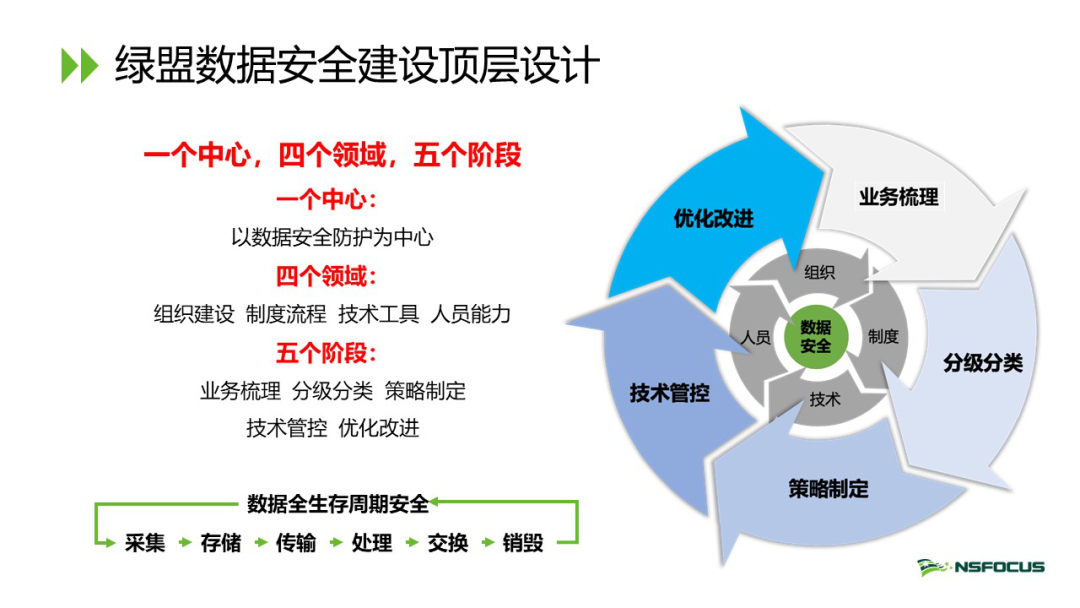 绿盟数据安全建设顶层设计
一个中心，四个领域，五个阶段
一个中心：
以数据安全防护为中心
四个领域：
组织建设 制度流程 技术工具 人员能力
五个阶段：
业务梳理 分级分类 策略制定
技术管控 优化改进
数据全生存周期安全
采集 存储 传输 处理 交换 销毁
优化改进
业务梳理
分级分类
策略制定
技术管控
组织
制度
技术
人员
数据
安全
NSFOCUS